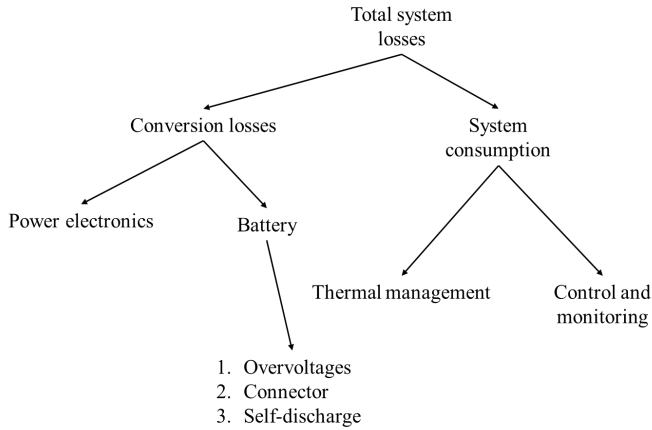 Total system
losses
Conversion losses
System
consumption
Power electronics
Battery
Thermal management
Control and
monitoring
1. Overvoltages
2. Connector
3. Self-discharge